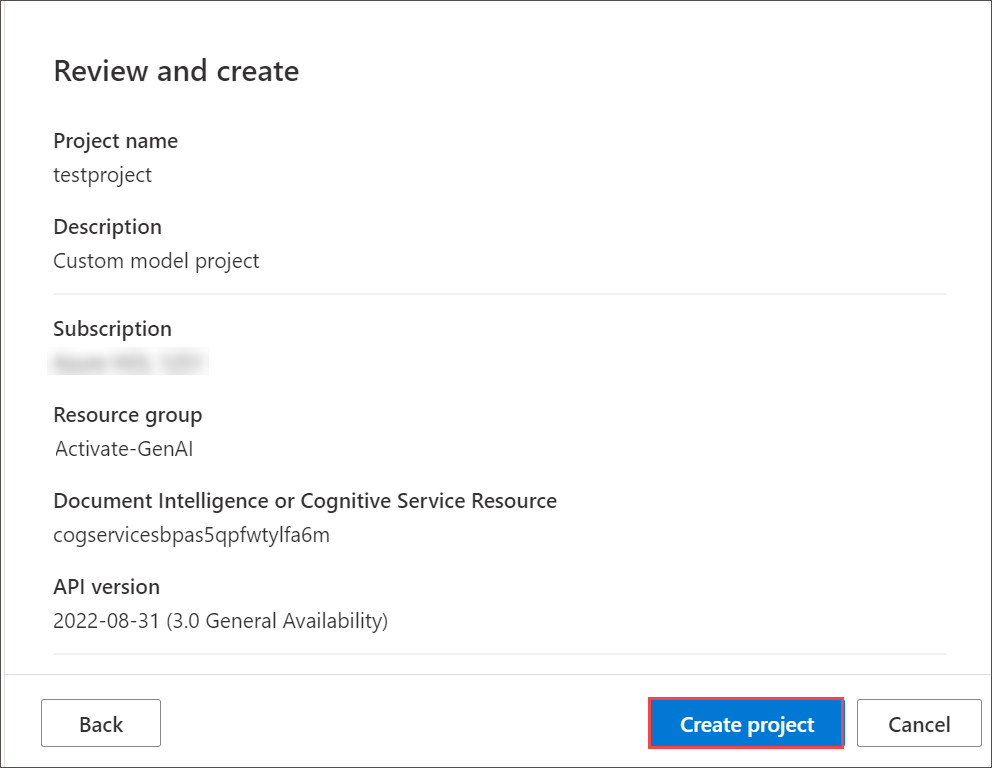 Review and create
Project name
testproject
Description
Custom model project
Subscription
Resource group
Activate-GenAI
Document Intelligence or Cognitive Service Resource
cogservicesbpas5qpfwtylfa6m
API version
2022-08-31 (3.0 General Availability)
Back
Create project
Cancel